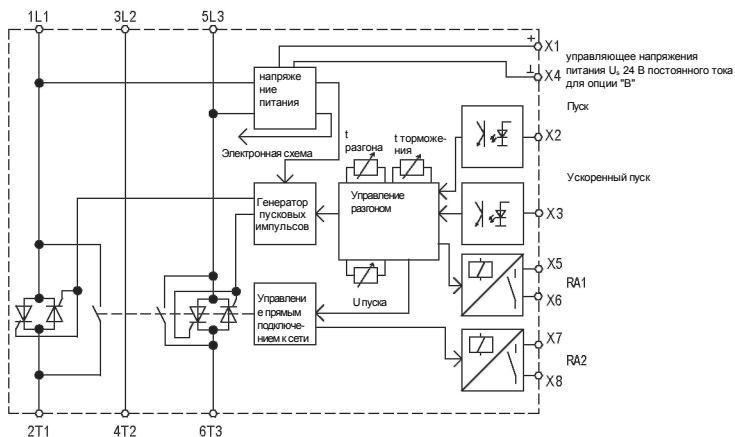 1L1
3L2
5L3
+
X1
⊥
X4
управляющее напряжения
питания Us 24 В постоянного тока
для опции "В"
напряже
ние
питания
Электронная схема
Пуск
X2
t
разгона
t торможе-
ния
Ускоренный пуск
X3
Генератор
пусковых
импульсов
Управление
разгоном
U пуска
X5
RA1
X6
Управлени
е прямым
подключе-
нием к сети
X7
RA2
X8
2T1
4T2
6T3